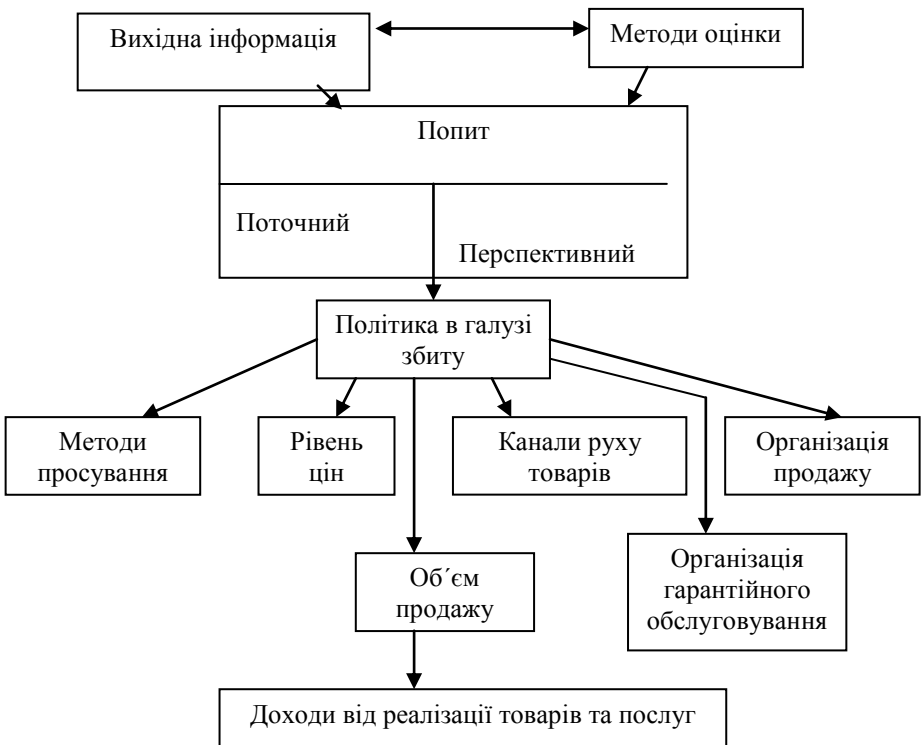 Вихідна інформація
Методи оцінки
Попит
Поточний
Перспективний
Політика в галузі
збиту
Методи
просування
Рівень
цін
Канали руху
товарів
Організація
продажу
Об´єм
продажу
Організація
гарантійного
обслуговування
Доходи від реалізації товарів та послуг